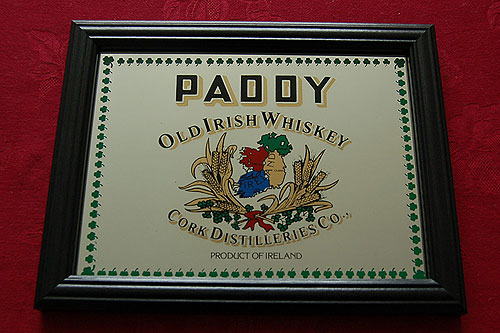 PADDY
OLD IRISH WHISKEY
CORK DISTILLERIES CO.
PRODUCT OF IRELAND